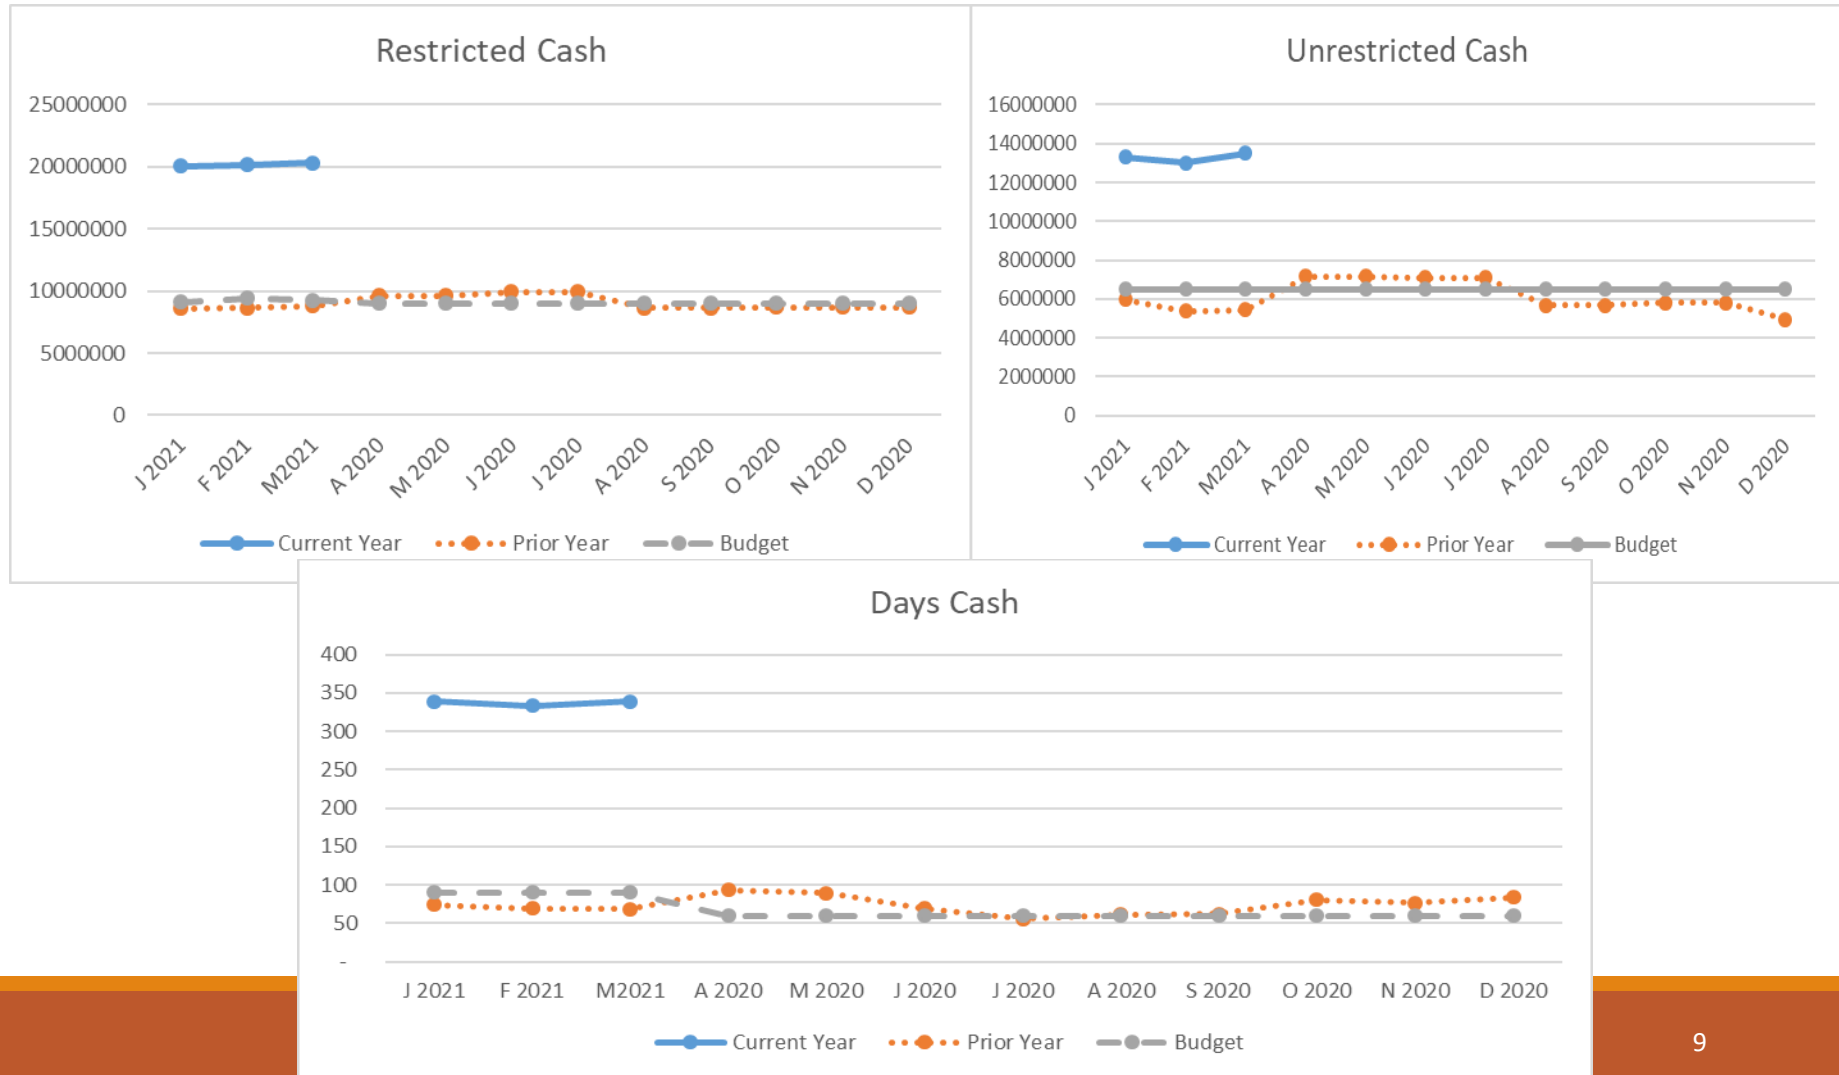 Restricted Cash
25000000
20000000
15000000
10000000
5000000
0
J 2021 F 2021 M2021 A 2020 M 2020 J 2020 J 2020 A 2020 S 2020 O 2020 N 2020 D 2020
Current Year Prior Year Budget
Unrestricted Cash
16000000
14000000
12000000
10000000
8000000
6000000
4000000
2000000
0
J 2021 F 2021 M2021 A 2020 M 2020 J 2020 J 2020 A 2020 S 2020 O 2020 N 2020 D 2020
Current Year Prior Year Budget
Days Cash
400
350
300
250
200
150
100
50
-
J 2021 F 2021 M2021 A 2020 M 2020 J 2020 J 2020 A 2020 S 2020 O 2020 N 2020 D 2020
Current Year Prior Year Budget
9